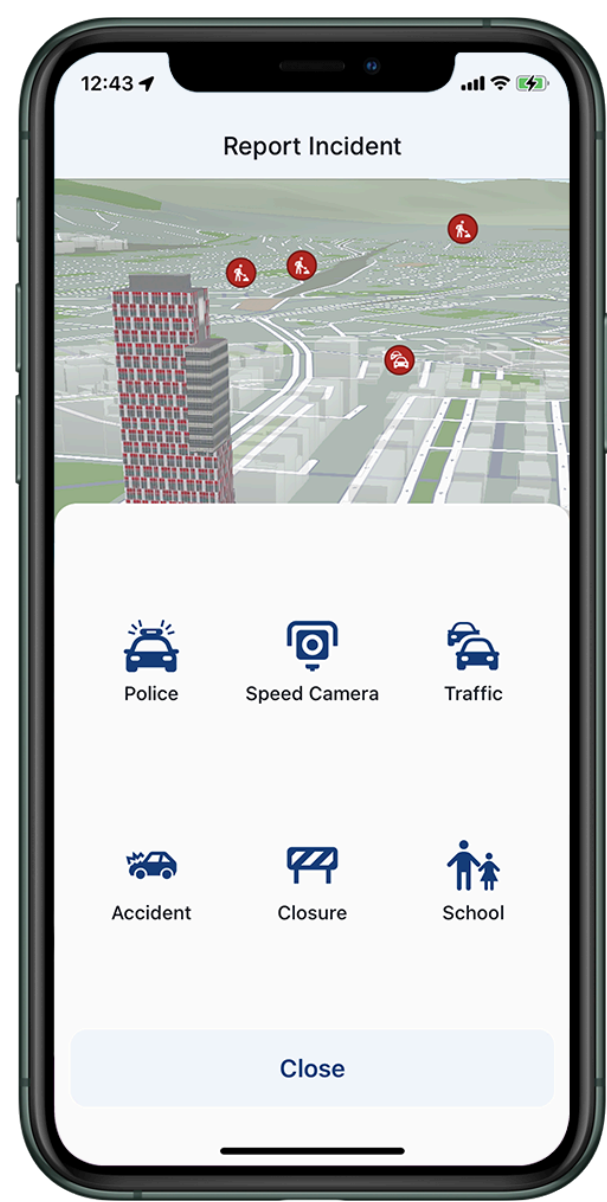 12:43
Report Incident
Police
Speed Camera
Traffic
Accident
Closure
School
Close